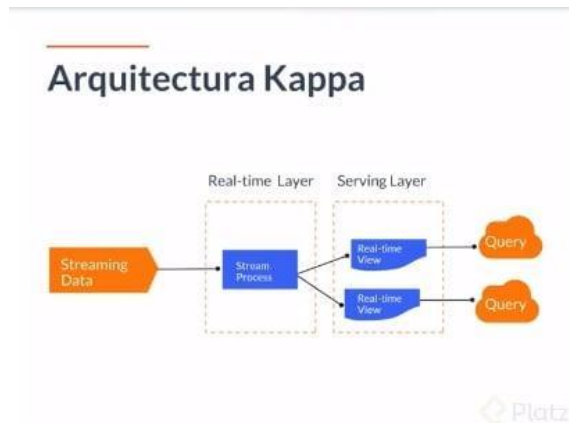 Arquitectura Kappa
Real-time Layer
Serving Layer
Streaming
Data
Stream
Process
Real-time
View
Query
Real-time
View
Query
Platz